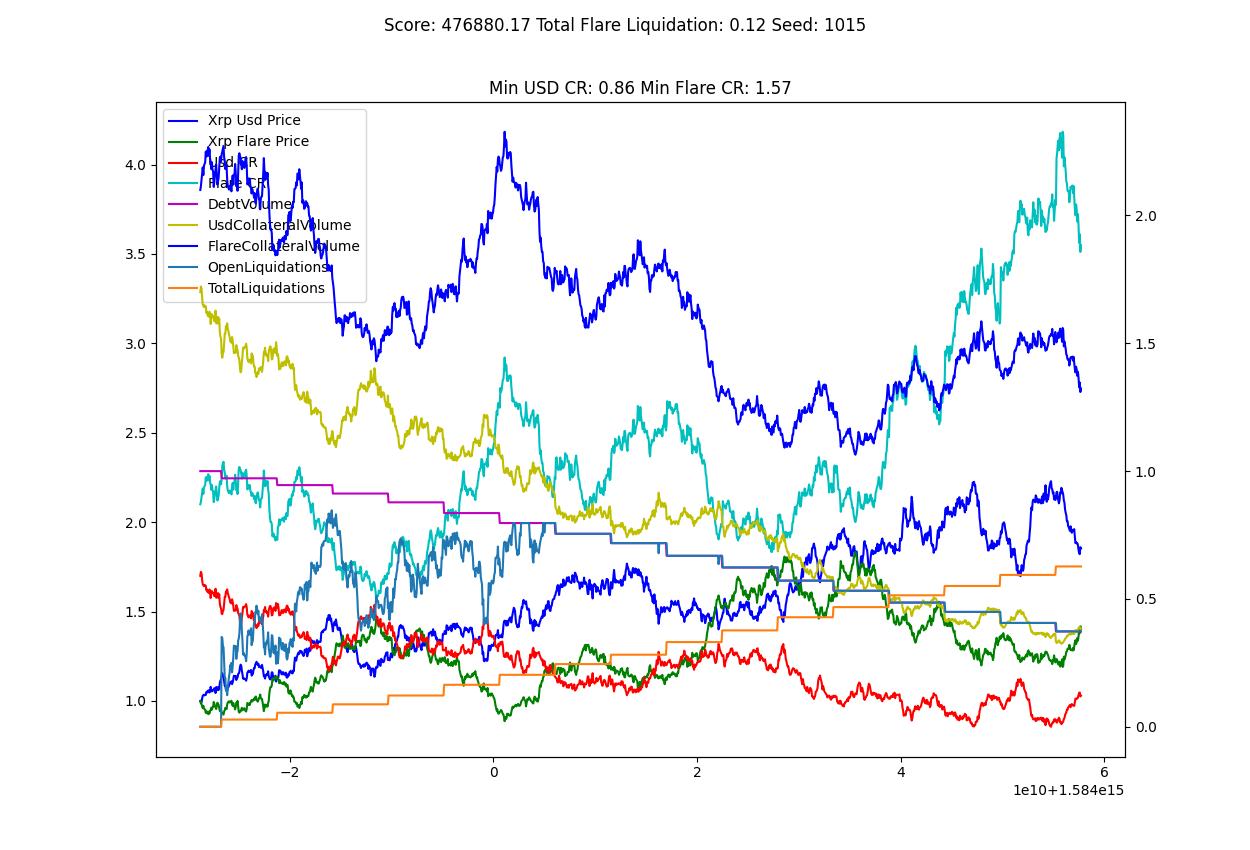 Score: 476880.17 Total Flare Liquidation: 0.12 Seed: 1015
Min USD CR: 0.86 Min Flare CR: 1.57
Xrp Usd Price
Xrp Flare Price
Usd CR
Flare CR
DebtVolume
UsdCollateralVolume
FlareCollateralVolume
OpenLiquidations
TotalLiquidations
4.0
3.5
3.0
2.5
2.0
1.5
1.0
2.0
1.5
1.0
0.5
0.0
−2 0 2 4 6
1e10+1.584e15